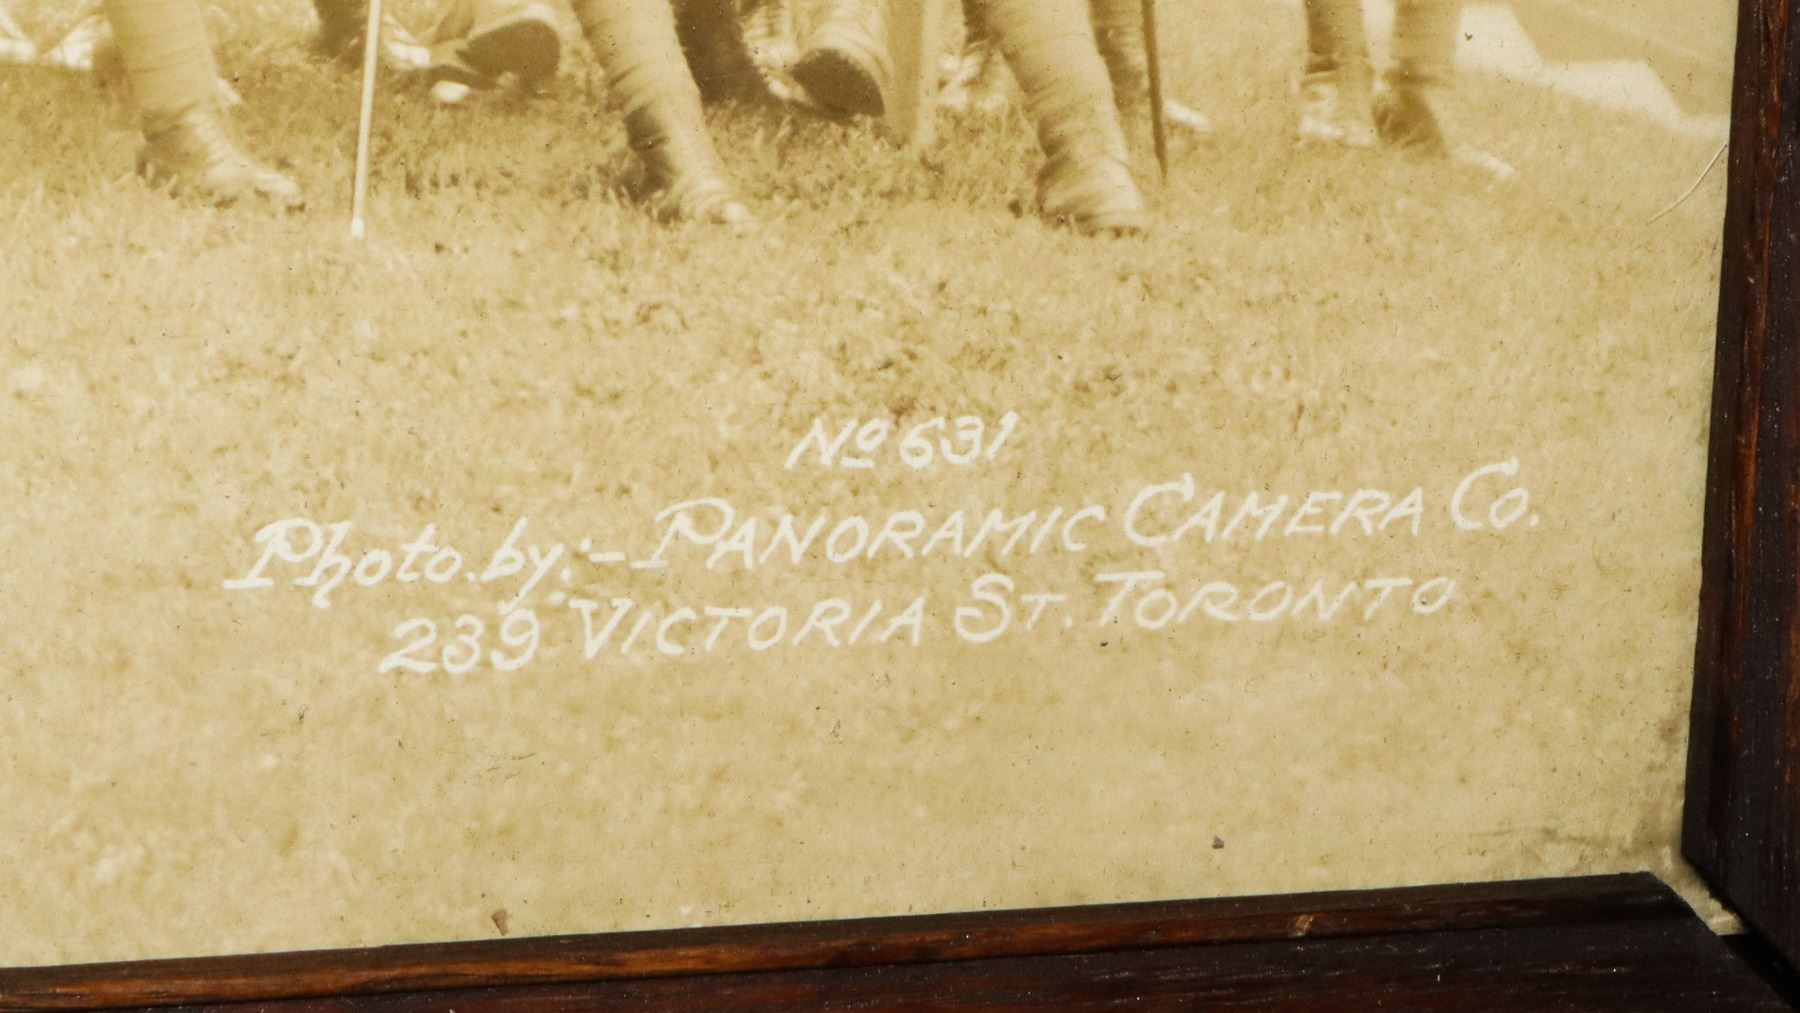 Nº 631
Photo. by:- PANORAMIC CAMERA Co.
239 VICTORIA ST. TORONTO